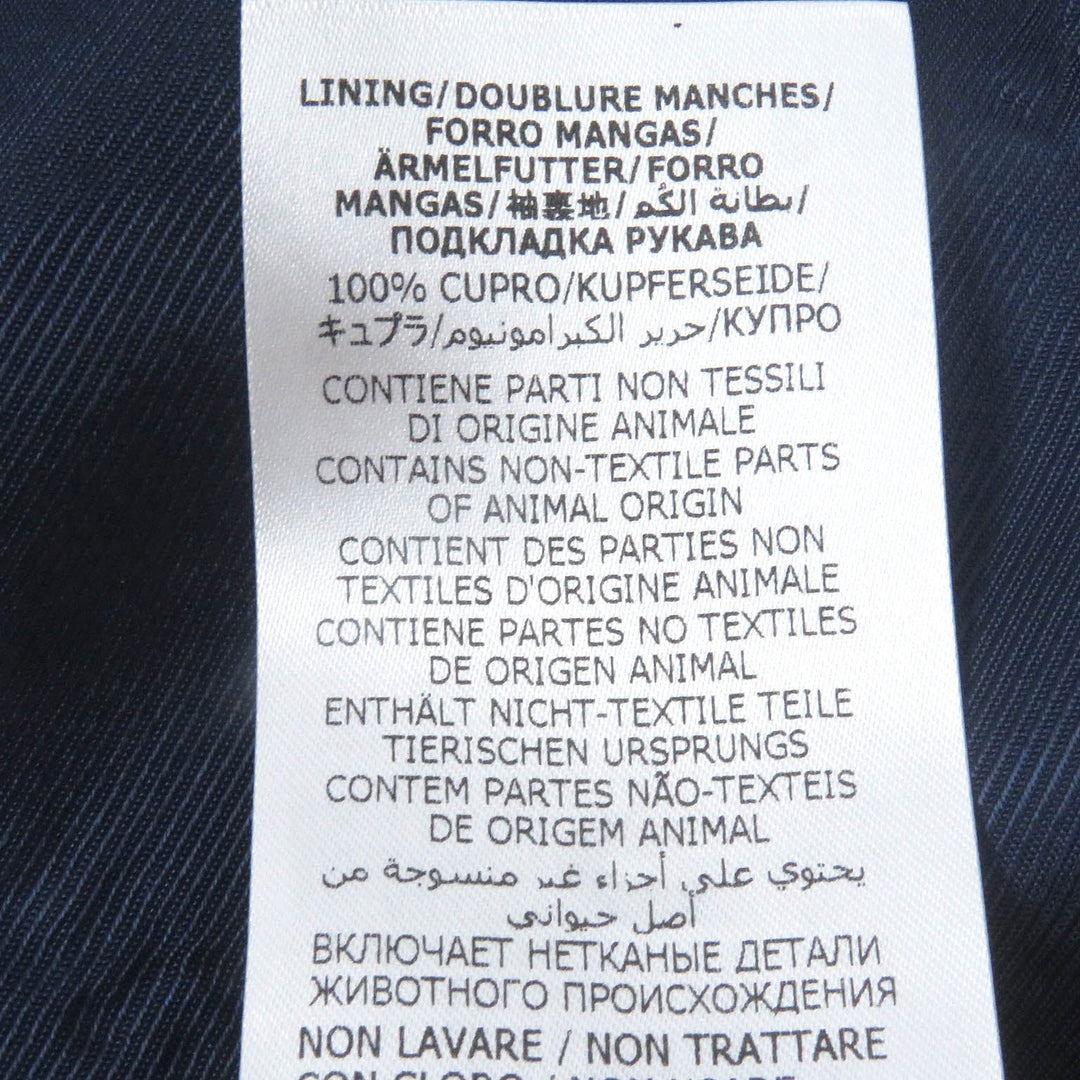 LINING/DOUBLURE MANCHES/
FORRO MANGAS/
ÄRMELFUTTER/FORRO
MANGAS/袖裏地/بطانة الكُم/
ПОДКЛАДКА РУКАВА
100% CUPRO/KUPFERSEIDE/
キュプラ/حرير الكبرامونيوم/КУПРО
CONTIENE PARTI NON TESSILI
DI ORIGINE ANIMALE
CONTAINS NON-TEXTILE PARTS
OF ANIMAL ORIGIN
CONTIENT DES PARTIES NON
TEXTILES D'ORIGINE ANIMALE
CONTIENE PARTES NO TEXTILES
DE ORIGEN ANIMAL
ENTHÄLT NICHT-TEXTILE TEILE
TIERISCHEN URSPRUNGS
CONTEM PARTES NÃO-TEXTEIS
DE ORIGEM ANIMAL
يحتوي على أجزاء غير منسوجة من
أصل حيواني
ВКЛЮЧАЕТ НЕТКАНЫЕ ДЕТАЛИ
ЖИВОТНОГО ПРОИСХОЖДЕНИЯ
NON LAVARE / NON TRATTARE
CON CLORO / NON